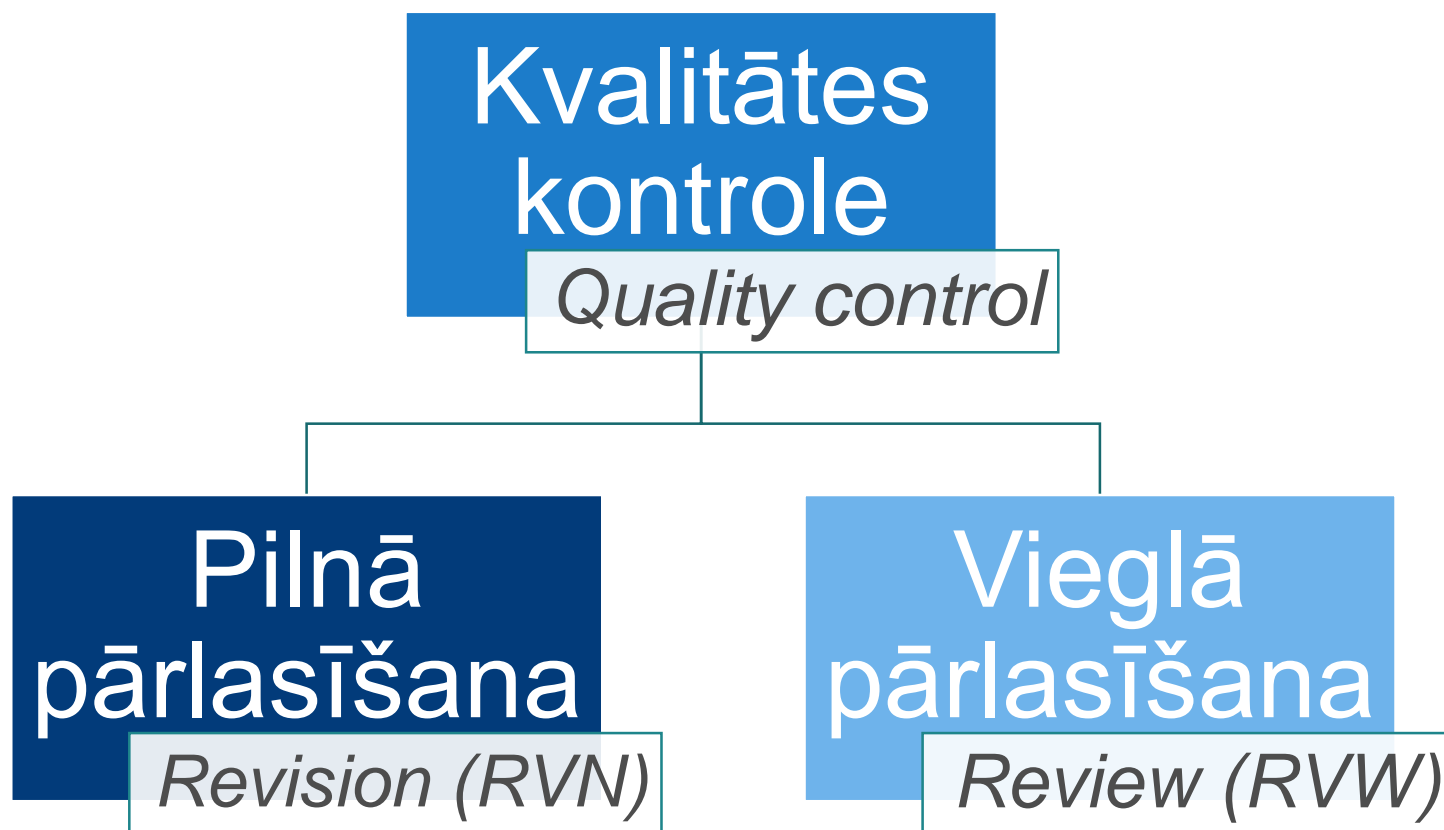 Kvalitātes
kontrole
Quality control
Pilnā
pārlasīšana
Revision (RVN)
Vieglā
pārlasīšana
Review (RVW)